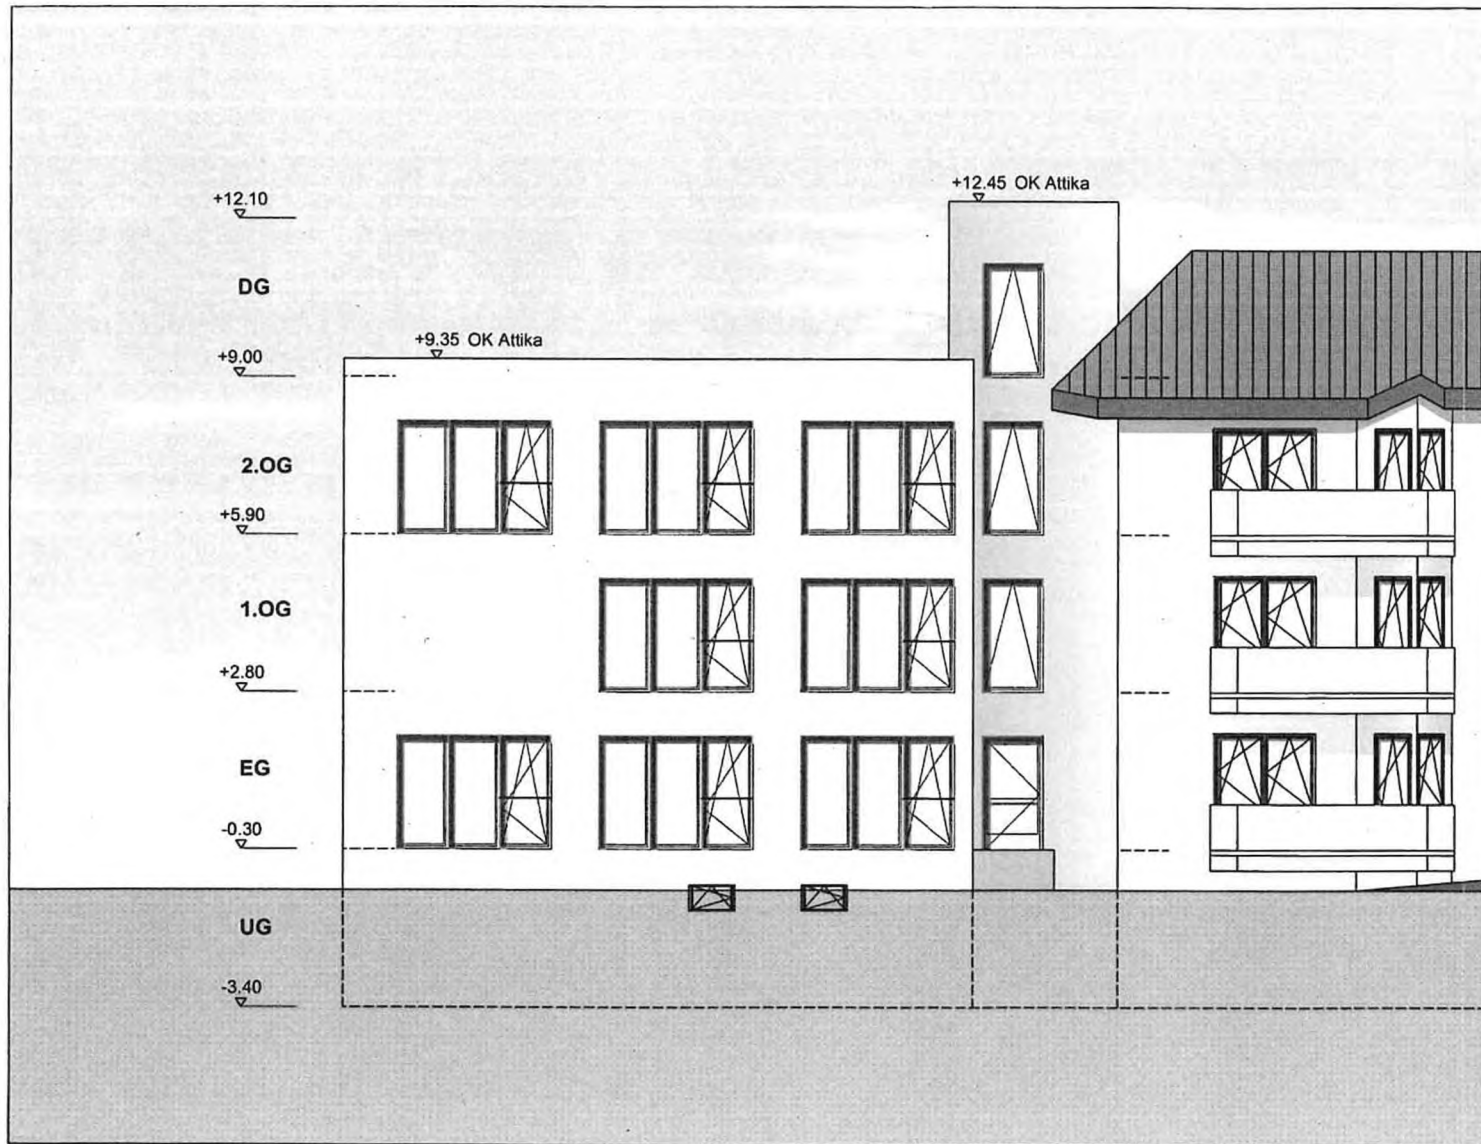 +12.45 OK Attika
+12.10
DG
+9.35 OK Attika
+9.00
2.OG
+5.90
1.OG
+2.80
EG
-0.30
UG
-3.40